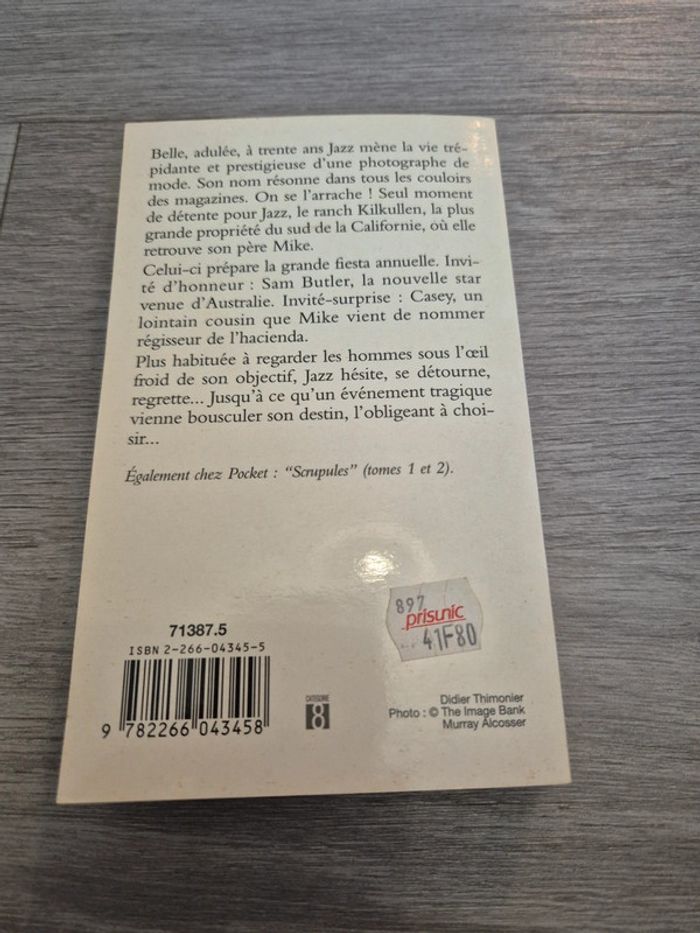 Belle, adulée, à trente ans Jazz mène la vie tré-
pidante et prestigieuse d'une photographe de
mode. Son nom résonne dans tous les couloirs
des magazines. On se l'arrache ! Seul moment
de détente pour Jazz, le ranch Kilkullen, la plus
grande propriété du sud de la Californie, où elle
retrouve son père Mike.
Celui-ci prépare la grande fiesta annuelle. Invi-
té d'honneur : Sam Butler, la nouvelle star
venue d'Australie. Invité-surprise : Casey, un
lointain cousin que Mike vient de nommer
régisseur de l'hacienda.
Plus habituée à regarder les hommes sous l'œil
froid de son objectif, Jazz hésite, se détourne,
regrette... Jusqu'à ce qu'un événement tragique
vienne bousculer son destin, l'obligeant à choi-
sir...
Également chez Pocket : “Scrupules” (tomes 1 et 2).
897
prisunic
41F80
71387.5
ISBN 2-266-04345-5
9 782266 043458
CATEGORIE
8
Didier Thimonier
Photo : © The Image Bank
Murray Alcosser